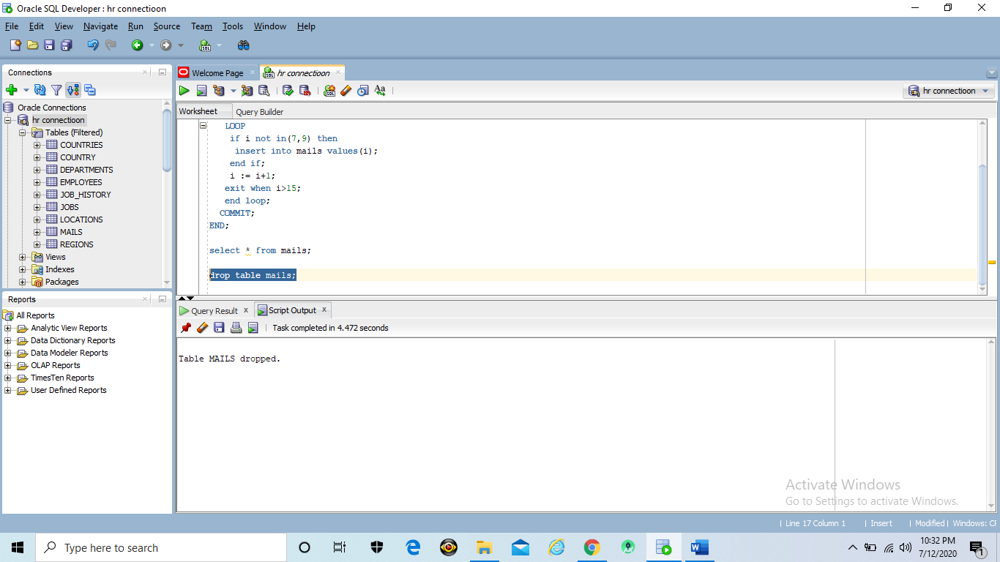 Oracle SQL Developer : hr connectioon
File Edit View Navigate Run Source Team Tools Window Help
Connections
Oracle Connections
hr connectioon
Tables (Filtered)
COUNTRIES
COUNTRY
DEPARTMENTS
EMPLOYEES
JOB_HISTORY
JOBS
LOCATIONS
MAILS
REGIONS
Views
Indexes
Packages
Reports
All Reports
Analytic View Reports
Data Dictionary Reports
Data Modeler Reports
OLAP Reports
TimesTen Reports
User Defined Reports
Welcome Page
hr connectioon
hr connectioon
Worksheet Query Builder
LOOP
if i not in(7,9) then
insert into mails values(i);
end if;
i := i+1;
exit when i>15;
end loop;
COMMIT;
END;
select * from mails;
drop table mails;
Query Result Script Output
Task completed in 4.472 seconds
Table MAILS dropped.
Activate Windows
Go to Settings to activate Windows.
Line 17 Column 1 | Insert | Modified | Windows: CF
Type here to search
10:32 PM
7/12/2020
1